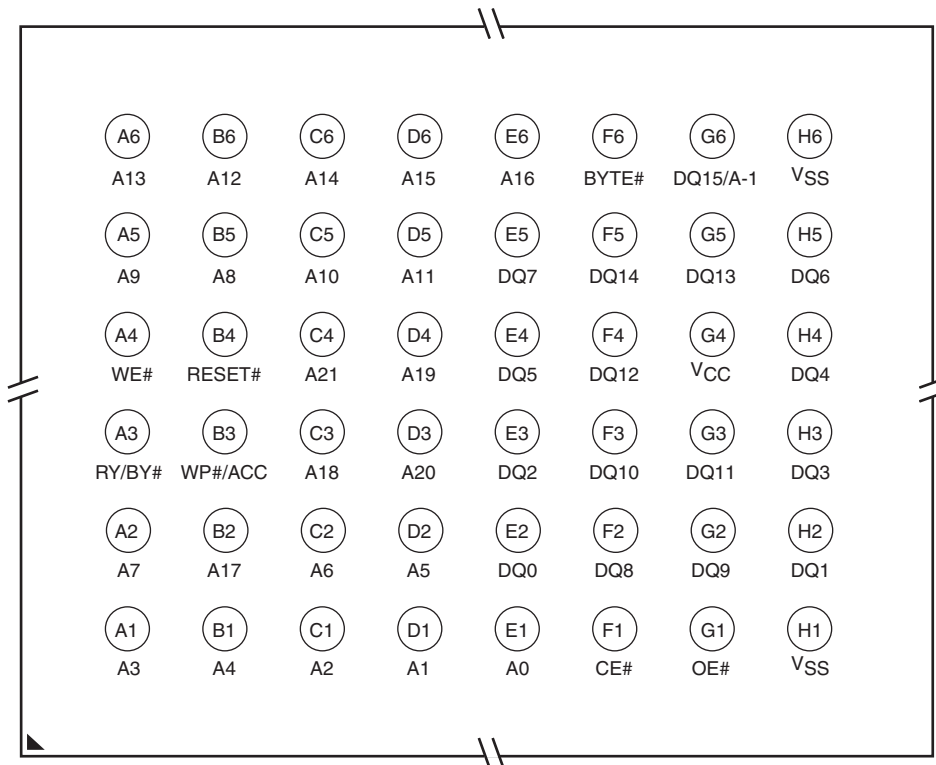 A6 B6 C6 D6 E6 F6 G6 H6
A13 A12 A14 A15 A16 BYTE# DQ15/A-1 VSS
A5 B5 C5 D5 E5 F5 G5 H5
A9 A8 A10 A11 DQ7 DQ14 DQ13 DQ6
A4 B4 C4 D4 E4 F4 G4 H4
WE# RESET# A21 A19 DQ5 DQ12 VCC DQ4
A3 B3 C3 D3 E3 F3 G3 H3
RY/BY# WP#/ACC A18 A20 DQ2 DQ10 DQ11 DQ3
A2 B2 C2 D2 E2 F2 G2 H2
A7 A17 A6 A5 DQ0 DQ8 DQ9 DQ1
A1 B1 C1 D1 E1 F1 G1 H1
A3 A4 A2 A1 A0 CE# OE# VSS